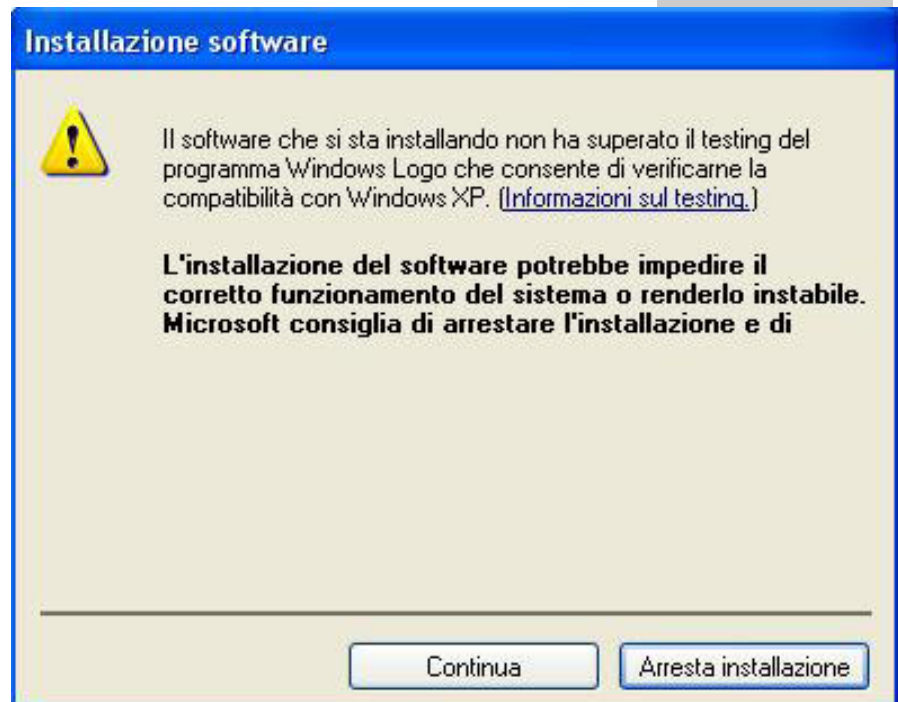 Installazione software
Il software che si sta installando non ha superato il testing del
programma Windows Logo che consente di verificarne la
compatibilità con Windows XP. (Informazioni sul testing.)
L'installazione del software potrebbe impedire il
corretto funzionamento del sistema o renderlo instabile.
Microsoft consiglia di arrestare l'installazione e di
Continua
Arresta installazione